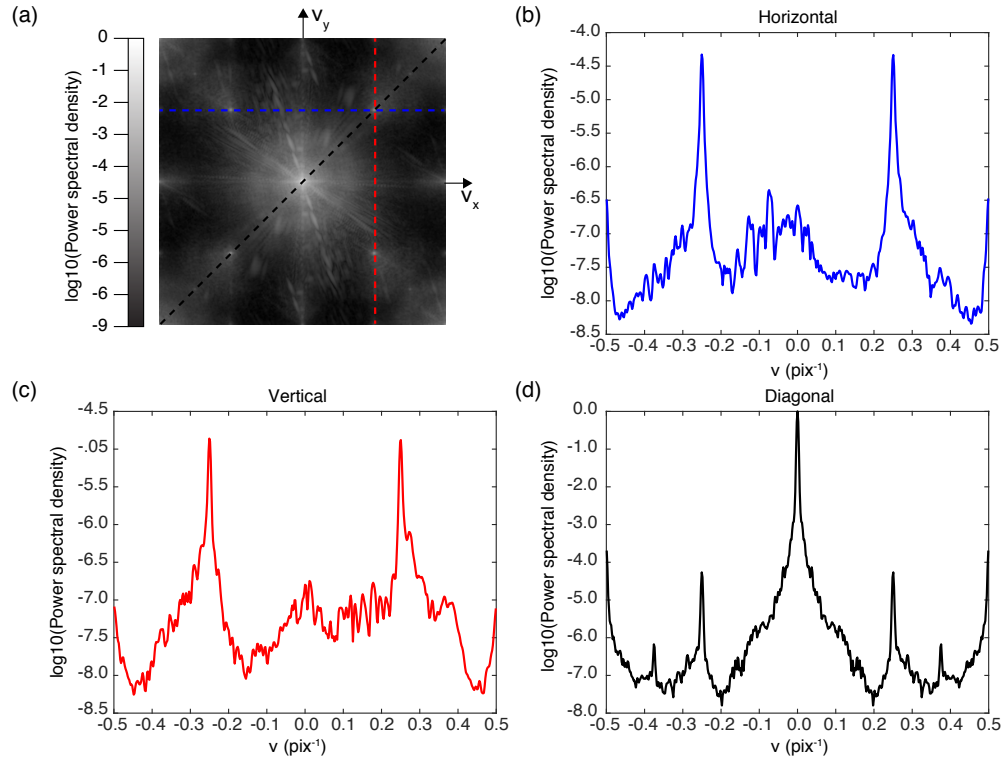 (a)
v_y
v_x
0
-1
-2
-3
-4
-5
-6
-7
-8
-9
log10(Power spectral density)
(b)
Horizontal
-4.0
-4.5
-5.0
-5.5
-6.0
-6.5
-7.0
-7.5
-8.0
-8.5
log10(Power spectral density)
-0.5 -0.4 -0.3 -0.2 -0.1 0.0 0.1 0.2 0.3 0.4 0.5
v (pix⁻¹)
(c)
Vertical
-4.5
-.05
-5.5
-6.0
-6.5
-7.0
-7.5
-8.0
-8.5
log10(Power spectral density)
-0.5 -0.4 -0.3 -0.2 -0.1 0.0 0.1 0.2 0.3 0.4 0.5
v (pix⁻¹)
(d)
Diagonal
0.0
-1.0
-2.0
-3.0
-4.0
-5.0
-6.0
-7.0
-8.0
log10(Power spectral density)
-0.5 -0.4 -0.3 -0.2 -0.1 0.0 0.1 0.2 0.3 0.4 0.5
v (pix⁻¹)